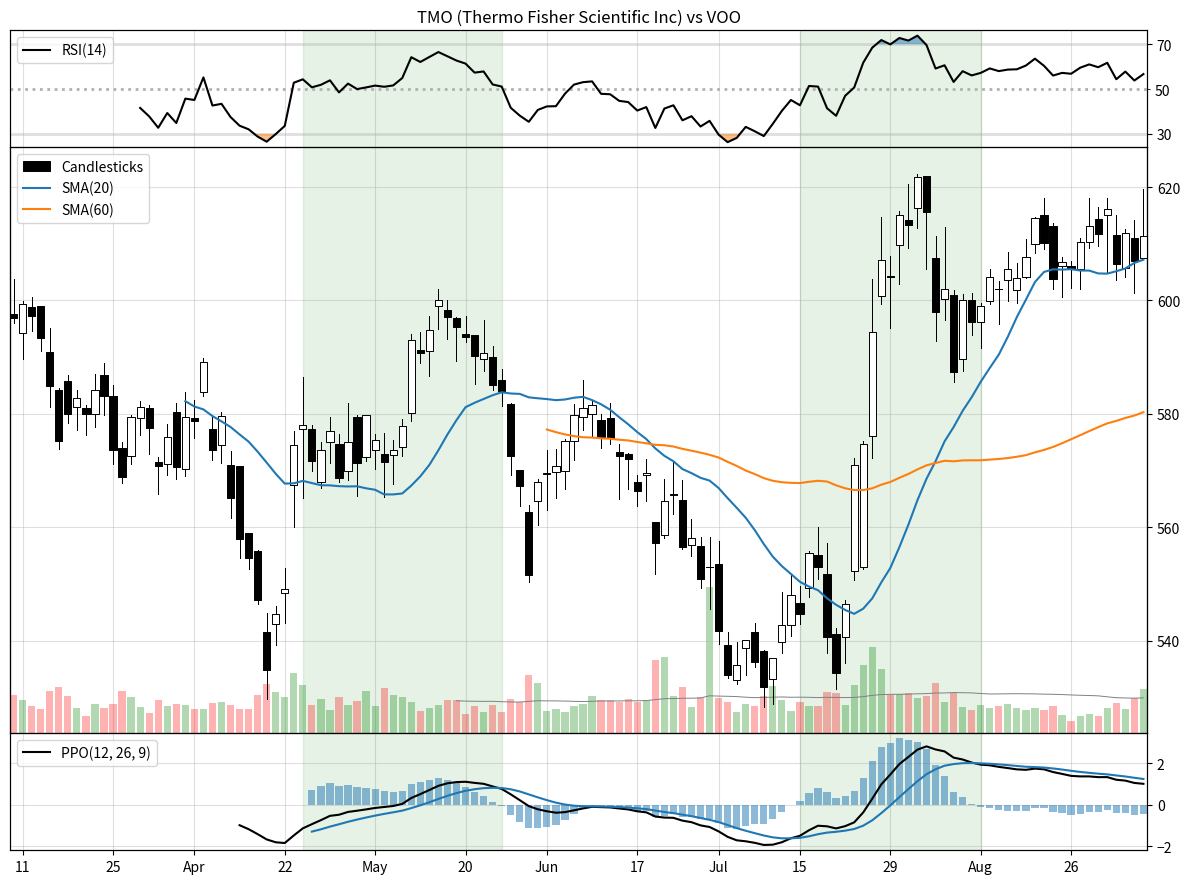 TMO (Thermo Fisher Scientific Inc) vs VOO
RSI(14)
70
50
30
Candlesticks
SMA(20)
SMA(60)
620
600
580
560
540
PPO(12, 26, 9)
2
0
−2
11 25 Apr 22 May 20 Jun 17 Jul 15 29 Aug 26